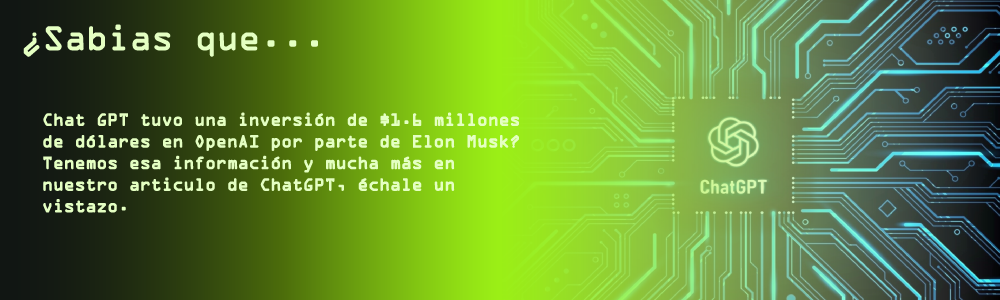 ¿Sabias que...
Chat GPT tuvo una inversión de $1.6 millones
de dólares en OpenAI por parte de Elon Musk?
Tenemos esa información y mucha más en
nuestro articulo de ChatGPT, échale un
vistazo.
ChatGPT